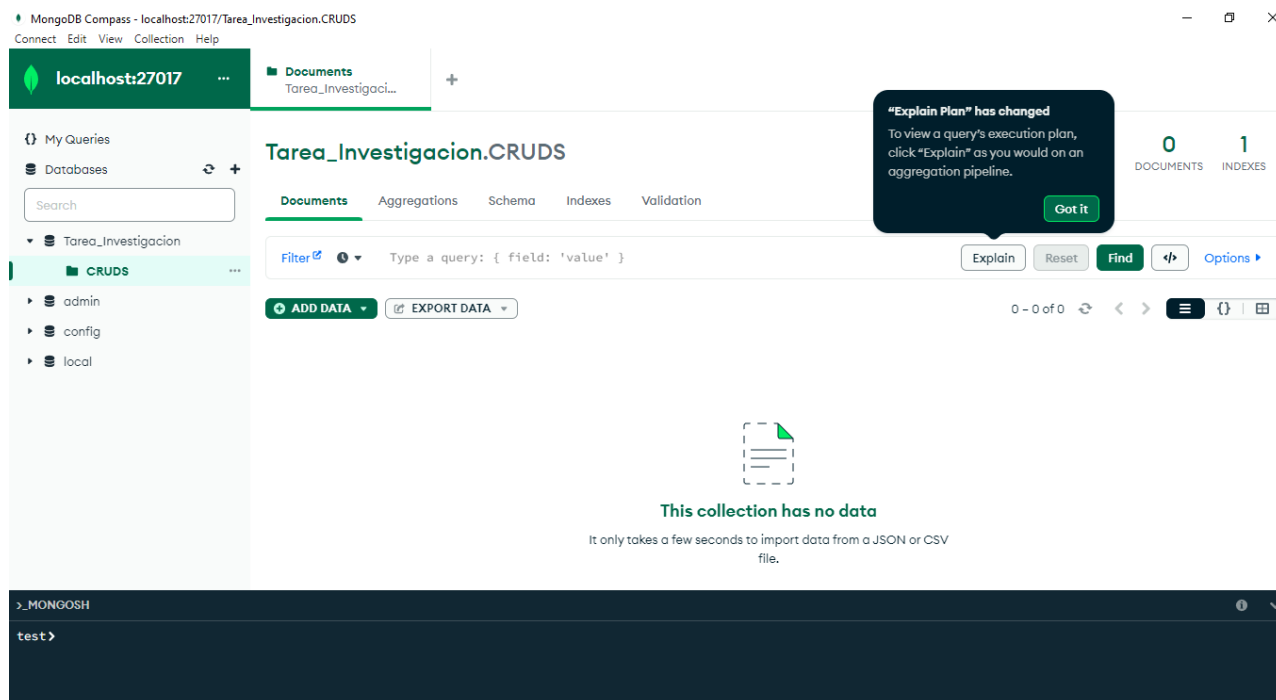 MongoDB Compass - localhost:27017/Tarea_Investigacion.CRUDS
Connect Edit View Collection Help
localhost:27017 ...
Documents
Tarea_Investigaci...
+
{} My Queries
Databases
+
Search
Tarea_Investigacion
CRUDS
...
admin
config
local
Tarea_Investigacion.CRUDS
0
DOCUMENTS
1
INDEXES
"Explain Plan" has changed
To view a query's execution plan,
click "Explain" as you would on an
aggregation pipeline.
Got it
Documents Aggregations Schema Indexes Validation
Filter Type a query: { field: 'value' } Explain Reset Find </> Options
ADD DATA EXPORT DATA 0 – 0 of 0 {}
This collection has no data
It only takes a few seconds to import data from a JSON or CSV
file.
>_MONGOSH
test>